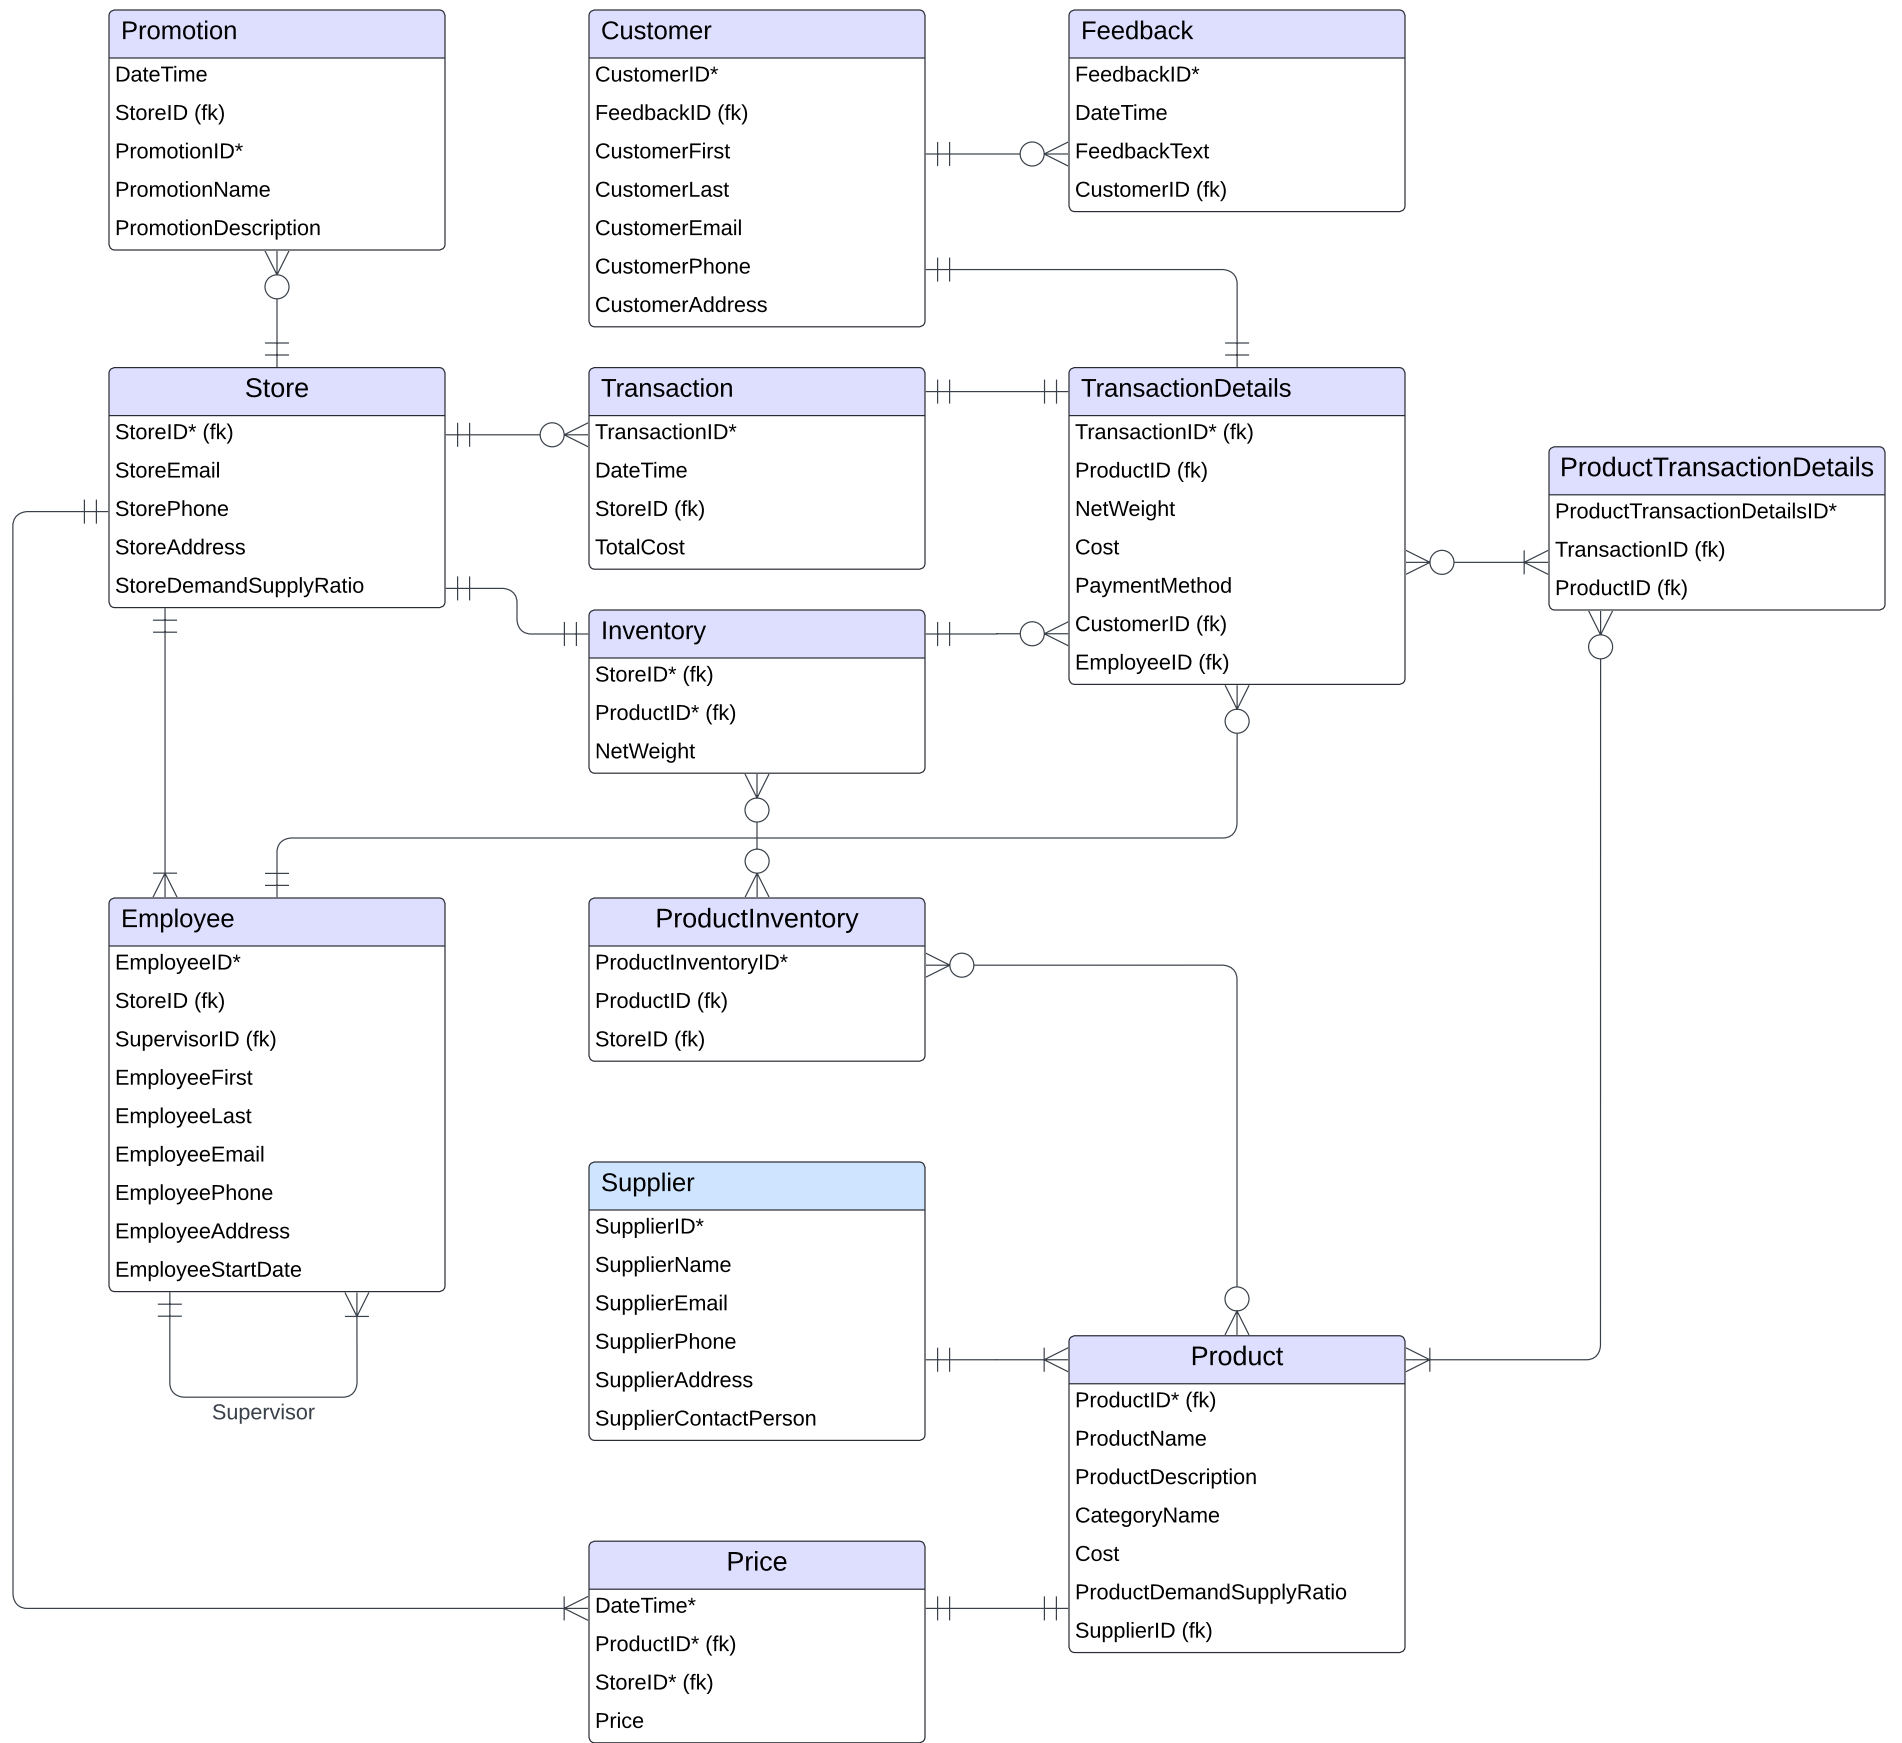 Promotion
DateTime
StoreID (fk)
PromotionID*
PromotionName
PromotionDescription
Customer
CustomerID*
FeedbackID (fk)
CustomerFirst
CustomerLast
CustomerEmail
CustomerPhone
CustomerAddress
Feedback
FeedbackID*
DateTime
FeedbackText
CustomerID (fk)
Store
StoreID* (fk)
StoreEmail
StorePhone
StoreAddress
StoreDemandSupplyRatio
Transaction
TransactionID*
DateTime
StoreID (fk)
TotalCost
TransactionDetails
TransactionID* (fk)
ProductID (fk)
NetWeight
Cost
PaymentMethod
CustomerID (fk)
EmployeeID (fk)
ProductTransactionDetails
ProductTransactionDetailsID*
TransactionID (fk)
ProductID (fk)
Inventory
StoreID* (fk)
ProductID* (fk)
NetWeight
Employee
EmployeeID*
StoreID (fk)
SupervisorID (fk)
EmployeeFirst
EmployeeLast
EmployeeEmail
EmployeePhone
EmployeeAddress
EmployeeStartDate
Supervisor
ProductInventory
ProductInventoryID*
ProductID (fk)
StoreID (fk)
Supplier
SupplierID*
SupplierName
SupplierEmail
SupplierPhone
SupplierAddress
SupplierContactPerson
Product
ProductID* (fk)
ProductName
ProductDescription
CategoryName
Cost
ProductDemandSupplyRatio
SupplierID (fk)
Price
DateTime*
ProductID* (fk)
StoreID* (fk)
Price